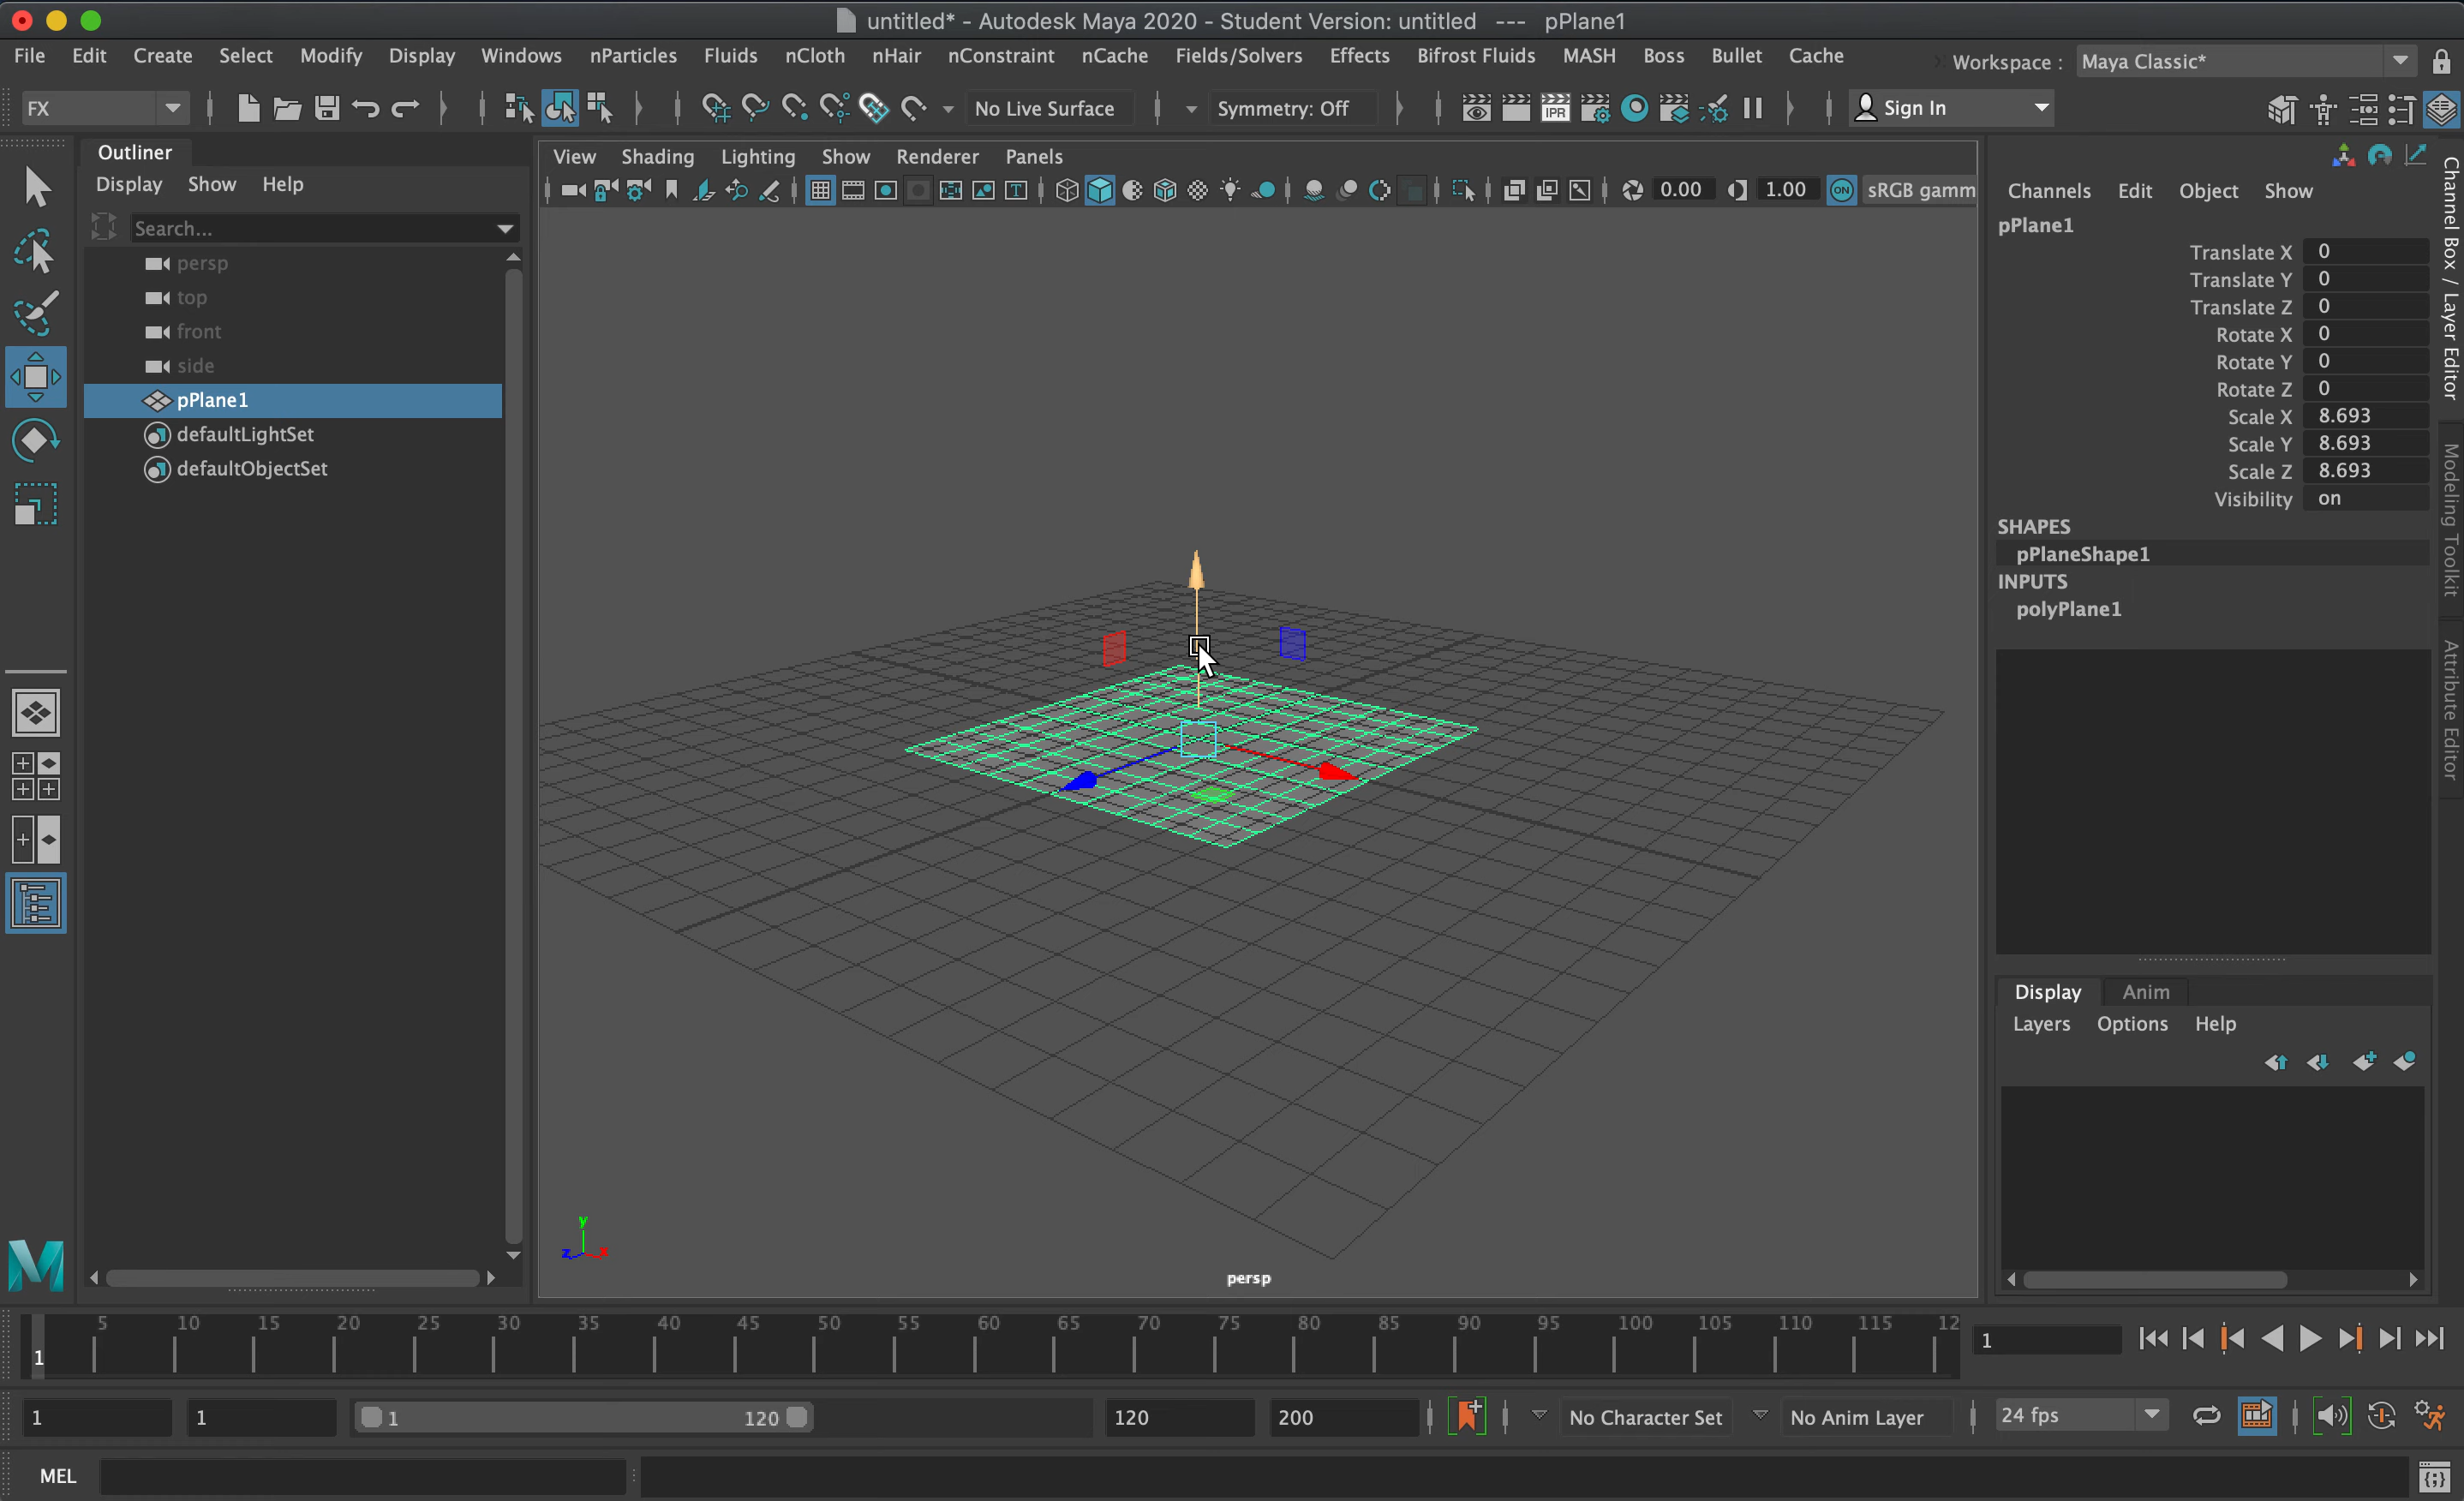 untitled* - Autodesk Maya 2020 - Student Version: untitled --- pPlane1
File Edit Create Select Modify Display Windows nParticles Fluids nCloth nHair nConstraint nCache Fields/Solvers Effects Bifrost Fluids MASH Boss Bullet Cache Workspace : Maya Classic*
FX No Live Surface Symmetry: Off IPR Sign In
Outliner
Display Show Help
Search...
persp
top
front
side
pPlane1
defaultLightSet
defaultObjectSet
View Shading Lighting Show Renderer Panels
T 0.00 1.00 ON sRGB gamm
y
z x
persp
Channels Edit Object Show
pPlane1
Translate X 0
Translate Y 0
Translate Z 0
Rotate X 0
Rotate Y 0
Rotate Z 0
Scale X 8.693
Scale Y 8.693
Scale Z 8.693
Visibility on
SHAPES
pPlaneShape1
INPUTS
polyPlane1
Channel Box / Layer Editor
Modeling Toolkit
Attribute Editor
Display Anim
Layers Options Help
M
5 10 15 20 25 30 35 40 45 50 55 60 65 70 75 80 85 90 95 100 105 110 115 12
1 1
1 1 1 120 120 200 No Character Set No Anim Layer 24 fps
MEL